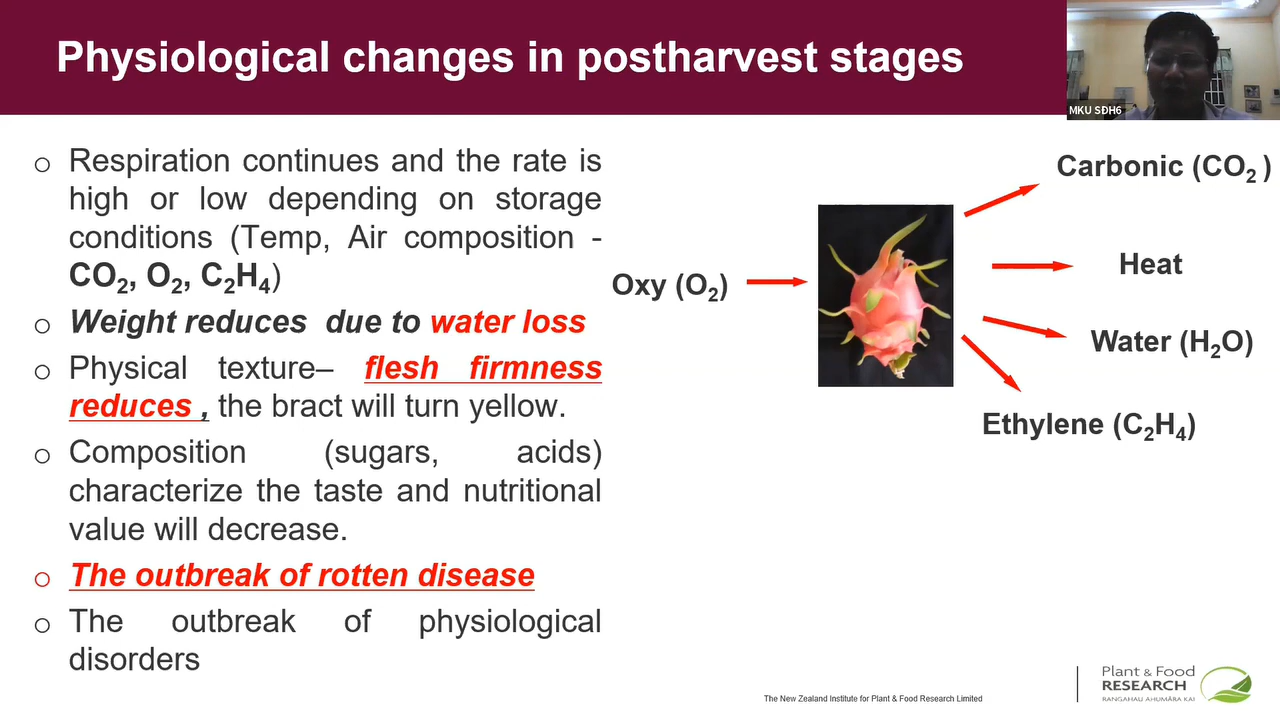 Physiological changes in postharvest stages
MKU SĐH6
o Respiration continues and the rate is
high or low depending on storage
conditions (Temp, Air composition -
CO₂, O₂, C₂H₄)
o Weight reduces due to water loss
o Physical texture– flesh firmness
reduces , the bract will turn yellow.
o Composition (sugars, acids)
characterize the taste and nutritional
value will decrease.
o The outbreak of rotten disease
o The outbreak of physiological
disorders
Oxy (O₂)
Carbonic (CO₂ )
Heat
Water (H₂O)
Ethylene (C₂H₄)
The New Zealand Institute for Plant & Food Research Limited
Plant & Food
RESEARCH
RANGAHAU AHUMĀRA KAI